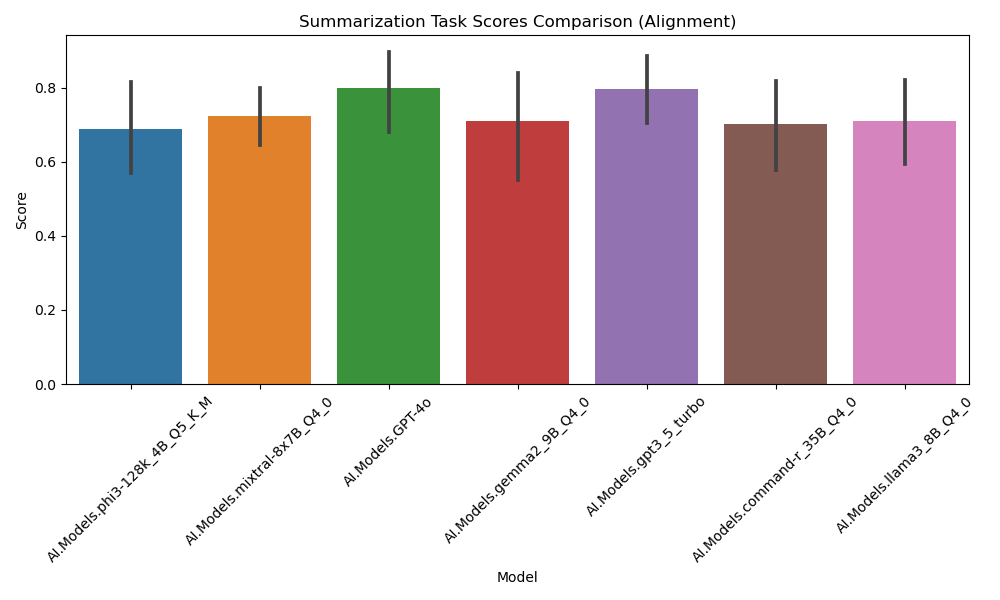 Summarization Task Scores Comparison (Alignment)
Score
0.8
0.6
0.4
0.2
0.0
AI.Models.phi3-128k_4B_Q5_K_M
AI.Models.mixtral-8x7B_Q4_0
AI.Models.GPT-4o
AI.Models.gemma2_9B_Q4_0
AI.Models.gpt3_5_turbo
AI.Models.command-r_35B_Q4_0
AI.Models.llama3_8B_Q4_0
Model